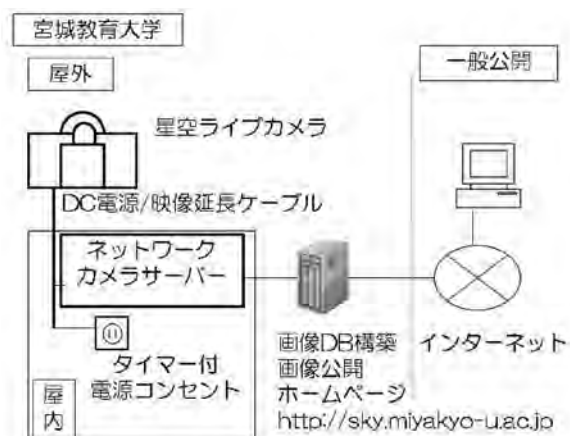 宮城教育大学
屋外
一般公開
星空ライブカメラ
DC電源/映像延長ケーブル
ネットワーク
カメラサーバー
タイマー付
電源コンセント
屋
内
画像DB構築
画像公開
ホームページ
http://sky.miyakyo-u.ac.jp
インターネット